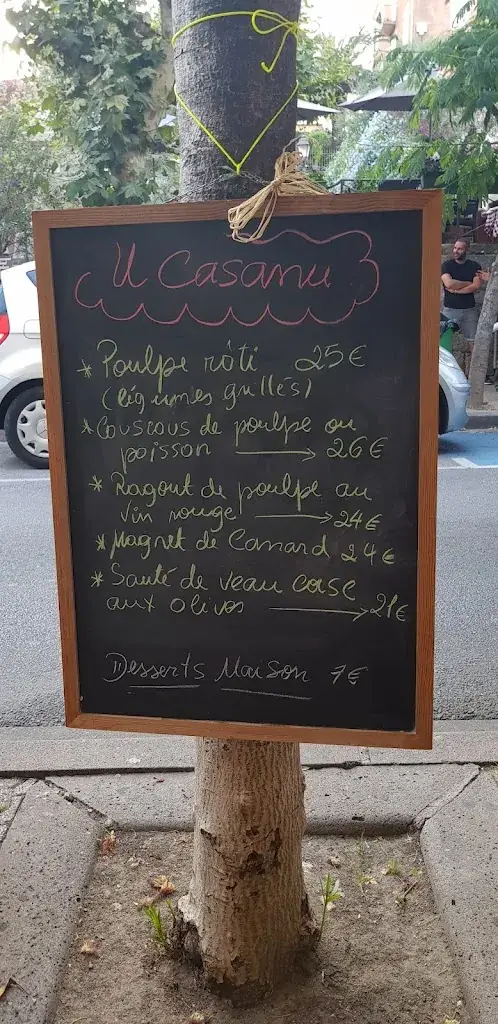 U Casanu
* Poulpe rôti 25€
(légumes grillés)
* Couscous de poulpe ou
poisson → 26€
* Ragout de poulpe au
vin rouge → 24€
* Magret de Canard 24€
* Sauté de veau corse
aux olives → 21€
Desserts Maison 7€